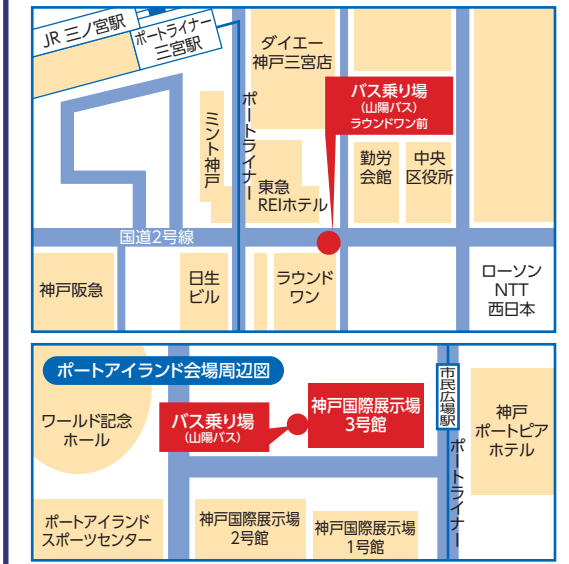 JR 三ノ宮駅
ポートライナー
三宮駅
ダイエー
神戸三宮店
バス乗り場
(山陽バス)
ラウンドワン前
ミント神戸
ポートライナー
東急
REIホテル
勤労
会館
中央
区役所
国道2号線
神戸阪急
日生
ビル
ラウンド
ワン
ローソン
NTT
西日本
ポートアイランド会場周辺図
ワールド記念
ホール
バス乗り場
(山陽バス)
神戸国際展示場
3号館
市民広場駅
ポートライナー
神戸
ポートピア
ホテル
ポートアイランド
スポーツセンター
神戸国際展示場
2号館
神戸国際展示場
1号館